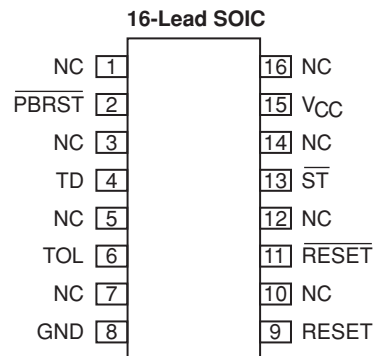 16-Lead SOIC
NC 1 16 NC
PBRST 2 15 VCC
NC 3 14 NC
TD 4 13 ST
NC 5 12 NC
TOL 6 11 RESET
NC 7 10 NC
GND 8 9 RESET